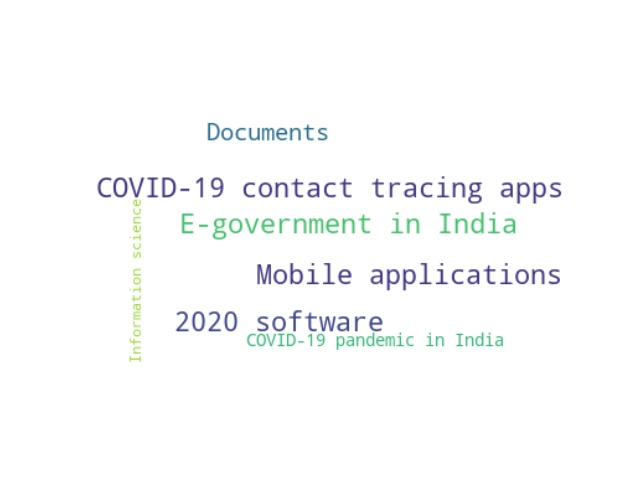 Documents
COVID-19 contact tracing apps
Information science
E-government in India
Mobile applications
2020 software
COVID-19 pandemic in India